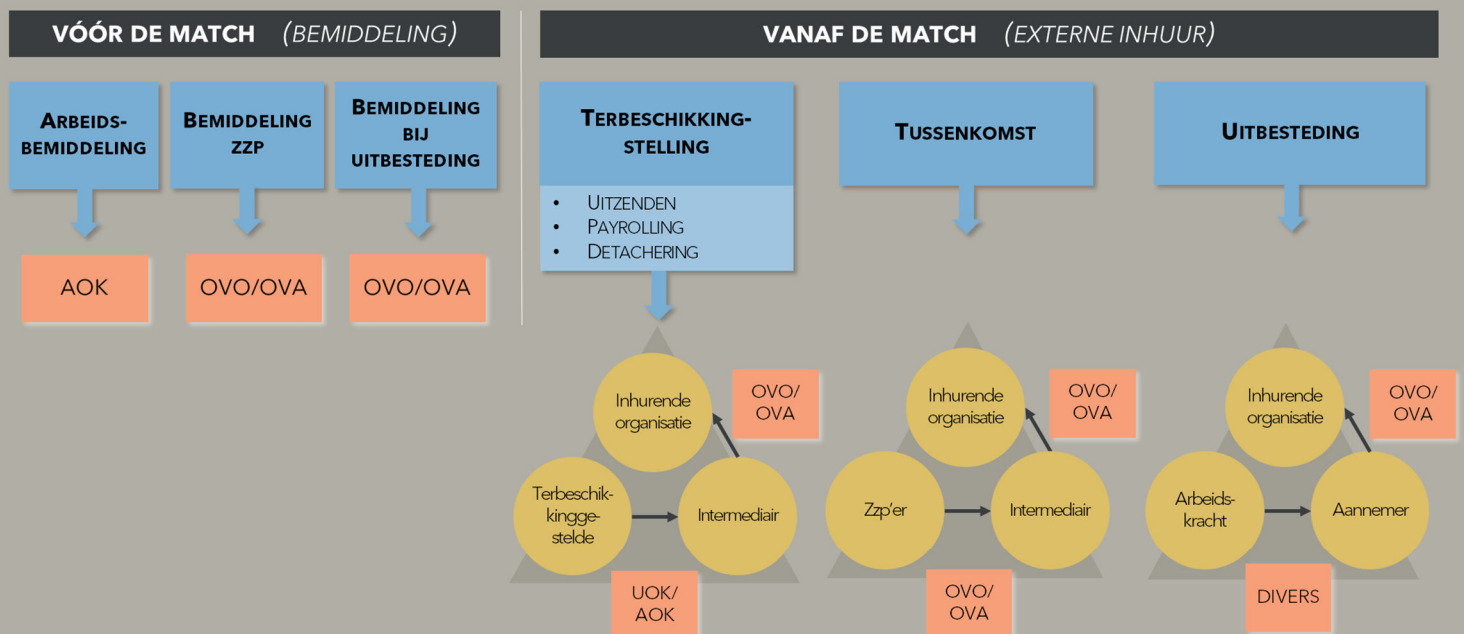 VÓÓR DE MATCH (BEMIDDELING)
VANAF DE MATCH (EXTERNE INHUUR)
ARBEIDS-
BEMIDDELING
BEMIDDELING
ZZP
BEMIDDELING
BIJ
UITBESTEDING
AOK
OVO/OVA
OVO/OVA
TERBESCHIKKING-
STELLING
• UITZENDEN
• PAYROLLING
• DETACHERING
TUSSENKOMST
UITBESTEDING
Inhurende
organisatie
OVO/
OVA
Terbeschik-
kingge-
stelde
Intermediair
UOK/
AOK
Inhurende
organisatie
OVO/
OVA
Zzp'er
Intermediair
OVO/
OVA
Inhurende
organisatie
OVO/
OVA
Arbeids-
kracht
Aannemer
DIVERS